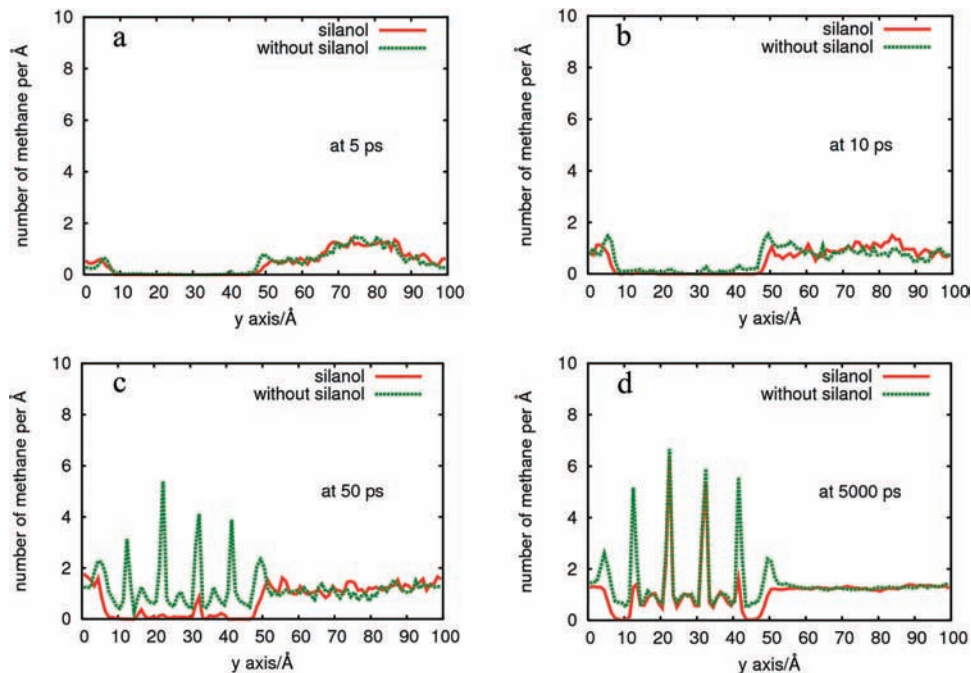 a
silanol
without silanol
at 5 ps
number of methane per Å
10
8
6
4
2
0
0 10 20 30 40 50 60 70 80 90 100
y axis/Å
b
silanol
without silanol
at 10 ps
number of methane per Å
10
8
6
4
2
0
0 10 20 30 40 50 60 70 80 90 100
y axis/Å
c
silanol
without silanol
at 50 ps
number of methane per Å
10
8
6
4
2
0
0 10 20 30 40 50 60 70 80 90 100
y axis/Å
d
silanol
without silanol
at 5000 ps
number of methane per Å
10
8
6
4
2
0
0 10 20 30 40 50 60 70 80 90 100
y axis/Å